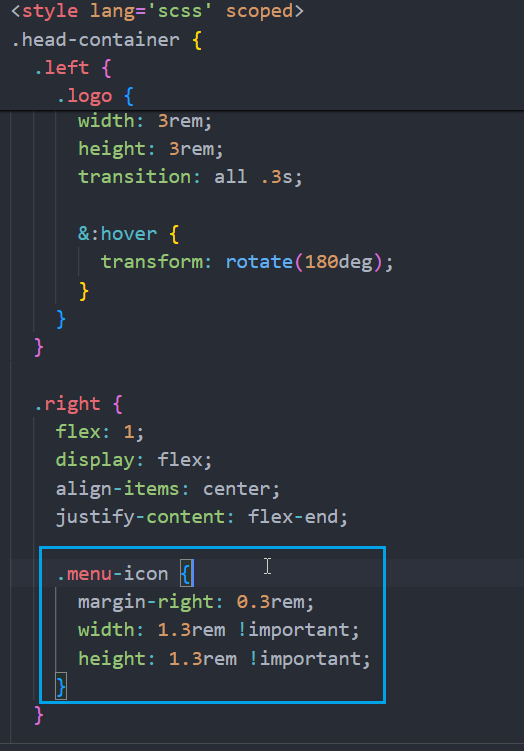 <style lang='scss' scoped>
.head-container {
.left {
.logo {
width: 3rem;
height: 3rem;
transition: all .3s;
&:hover {
transform: rotate(180deg);
}
}
}
.right {
flex: 1;
display: flex;
align-items: center;
justify-content: flex-end;
.menu-icon {
margin-right: 0.3rem;
width: 1.3rem !important;
height: 1.3rem !important;
}
}